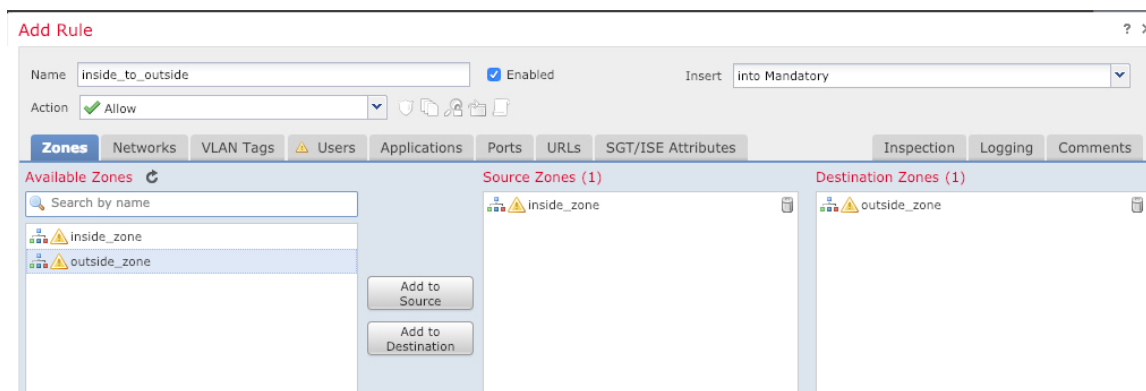 Add Rule
?
Name inside_to_outside Enabled Insert into Mandatory
Action Allow
Zones Networks VLAN Tags Users Applications Ports URLs SGT/ISE Attributes Inspection Logging Comments
Available Zones Source Zones (1) Destination Zones (1)
Search by name inside_zone outside_zone
inside_zone
outside_zone
Add to
Source
Add to
Destination